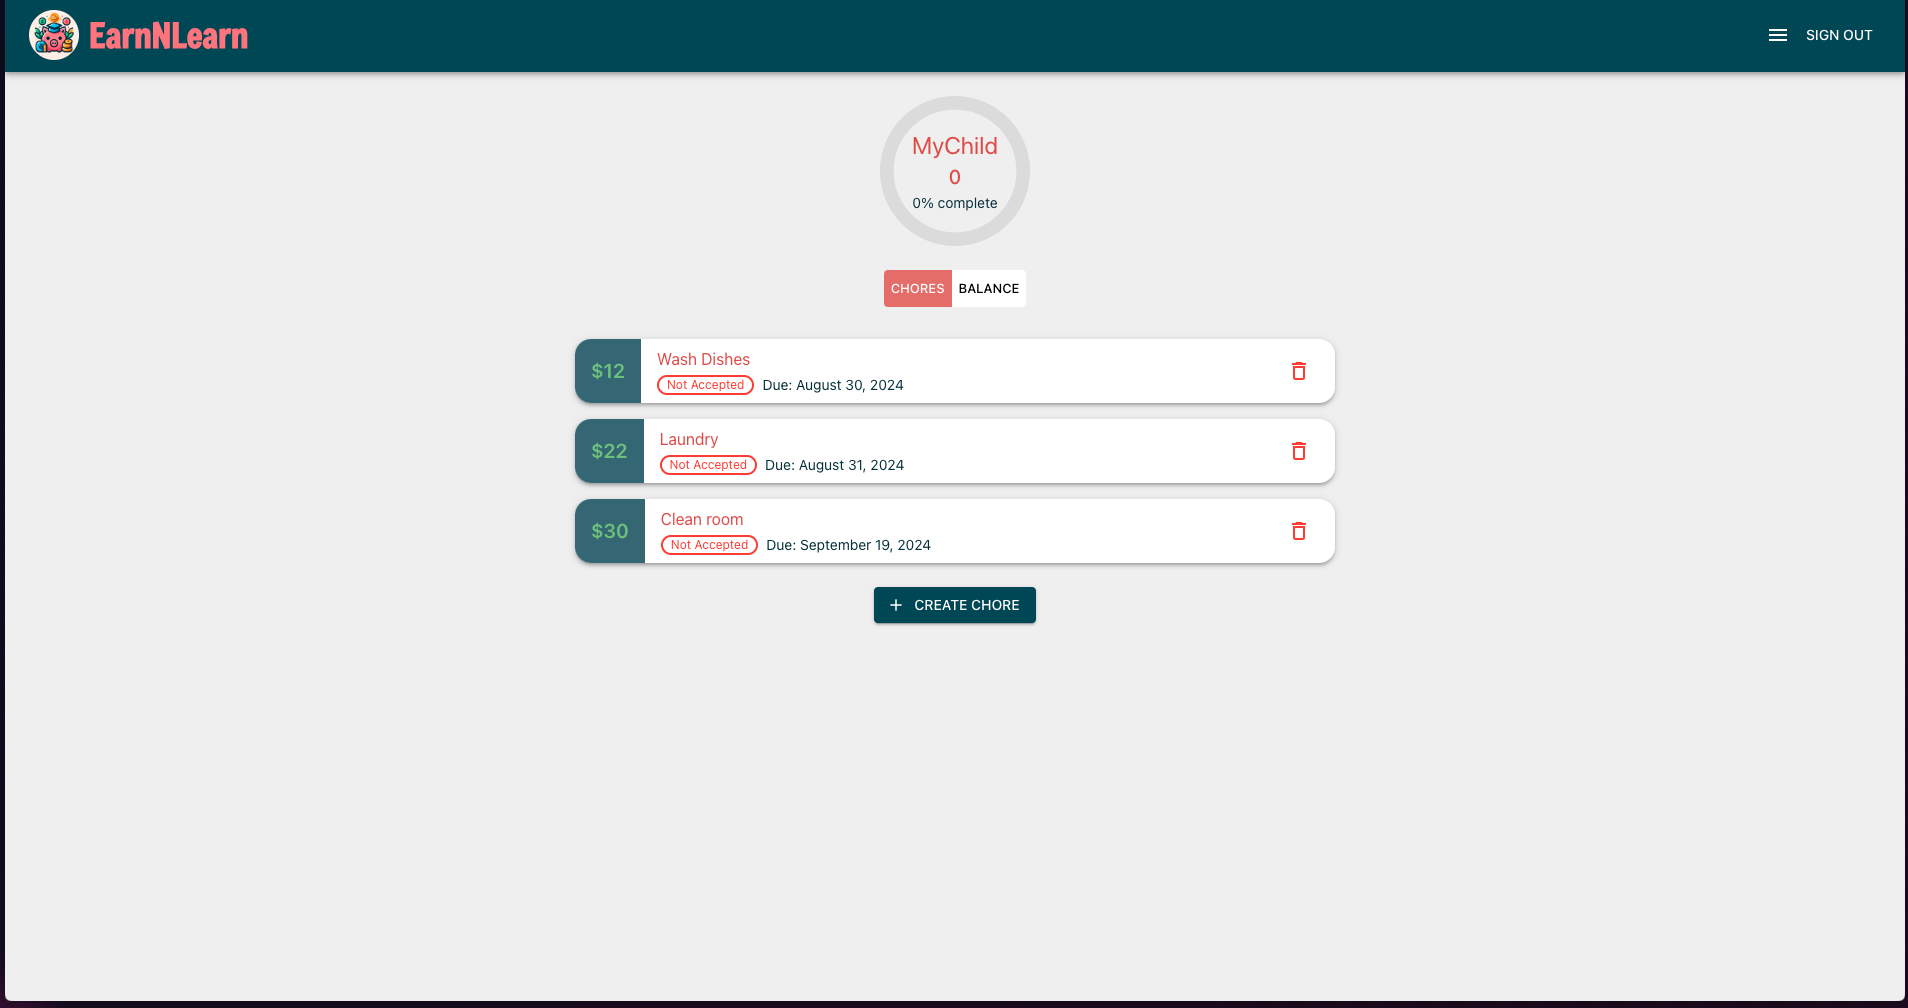 EarnNLearn
SIGN OUT
MyChild
0
0% complete
CHORES BALANCE
$12
Wash Dishes
Not Accepted Due: August 30, 2024
$22
Laundry
Not Accepted Due: August 31, 2024
$30
Clean room
Not Accepted Due: September 19, 2024
+ CREATE CHORE